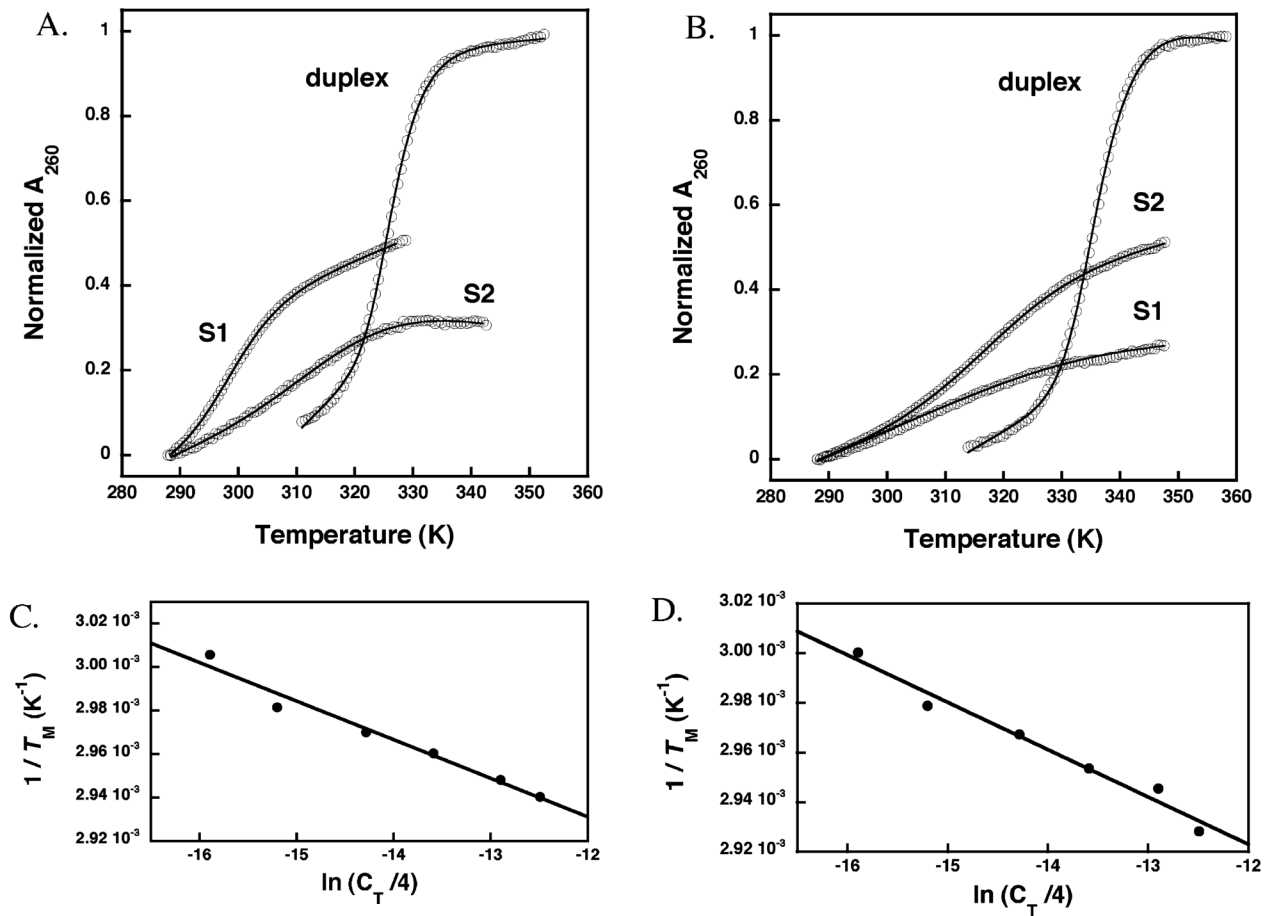 A.
Normalized A260
1
0.8
0.6
0.4
0.2
0
duplex
S1
S2
280 290 300 310 320 330 340 350 360
Temperature (K)
B.
Normalized A260
1
0.8
0.6
0.4
0.2
0
duplex
S2
S1
280 290 300 310 320 330 340 350 360
Temperature (K)
C.
1 / TM (K-1)
3.02 10-3
3.00 10-3
2.98 10-3
2.96 10-3
2.94 10-3
2.92 10-3
-16 -15 -14 -13 -12
ln (CT /4)
D.
1 / TM (K-1)
3.02 10-3
3.00 10-3
2.98 10-3
2.96 10-3
2.94 10-3
2.92 10-3
-16 -15 -14 -13 -12
ln (CT /4)